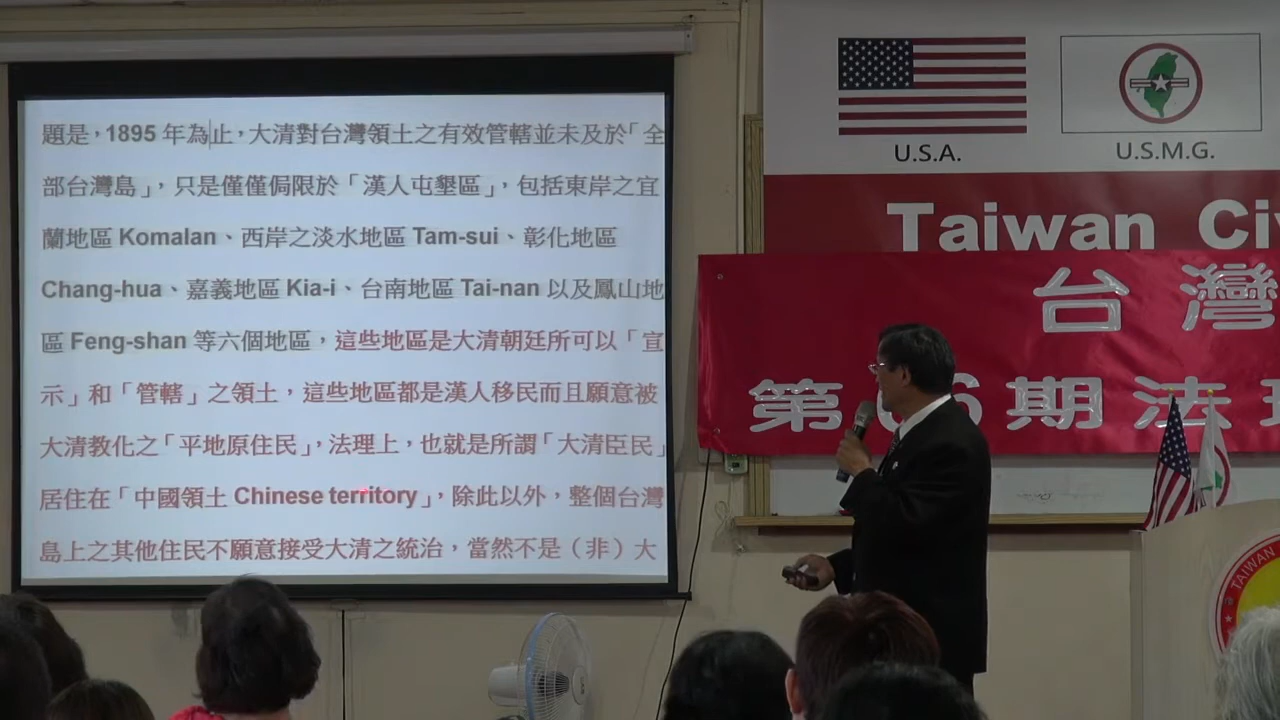 題是，1895 年為止，大清對台灣領土之有效管轄並未及於「全
部台灣島」，只是僅僅侷限於「漢人屯墾區」，包括東岸之宜
蘭地區 Komalan、西岸之淡水地區 Tam-sui、彰化地區
Chang-hua、嘉義地區 Kia-i、台南地區 Tai-nan 以及鳳山地
區 Feng-shan 等六個地區，這些地區是大清朝廷所可以「宣
示」和「管轄」之領土，這些地區都是漢人移民而且願意被
大清教化之「平地原住民」，法理上，也就是所謂「大清臣民」
居住在「中國領土 Chinese territory」，除此以外，整個台灣
島上之其他住民不願意接受大清之統治，當然不是（非）大
U.S.A.
U.S.M.G.
Taiwan Civ
台灣
第 6期法理
TAIWAN